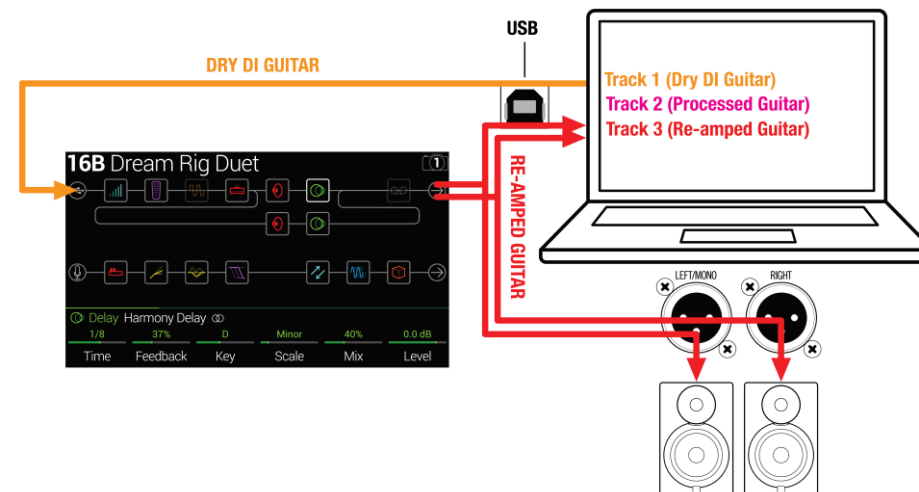 USB
DRY DI GUITAR
Track 1 (Dry DI Guitar)
Track 2 (Processed Guitar)
Track 3 (Re-amped Guitar)
16B Dream Rig Duet
1
RE-AMPED GUITAR
LEFT/MONO
RIGHT
Delay Harmony Delay
1/8 37% D Minor 40% 0.0 dB
Time Feedback Key Scale Mix Level